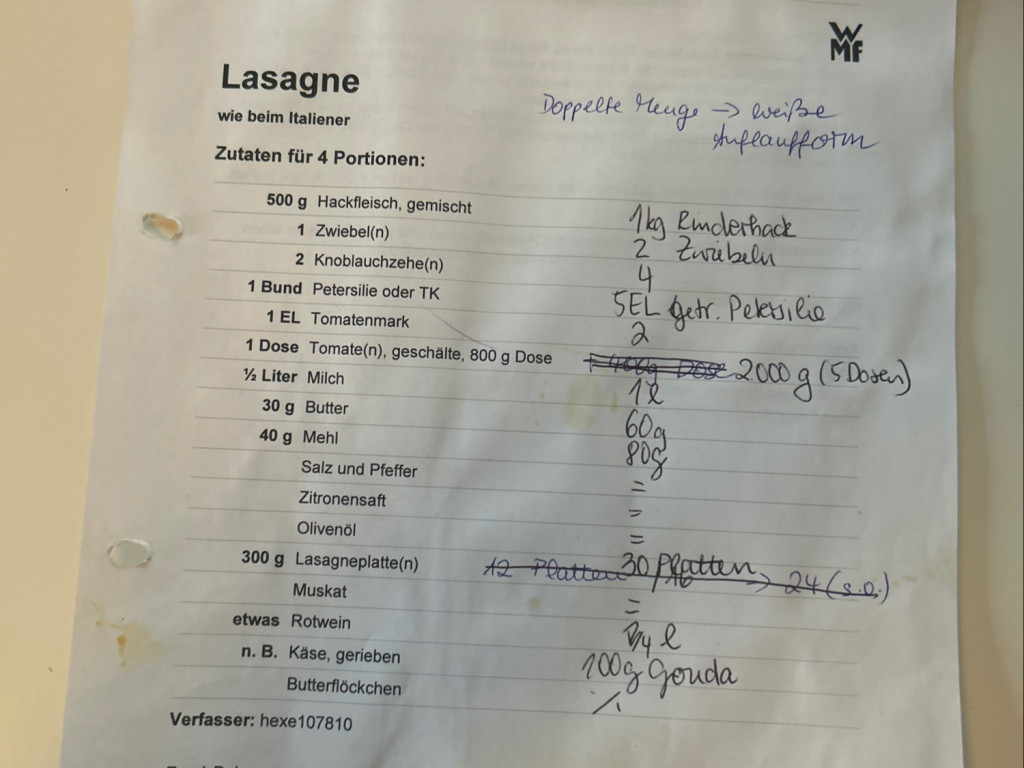 WMF
Lasagne
wie beim Italiener
Doppelte Menge -> weiße
Auflaufform
Zutaten für 4 Portionen:
500 g Hackfleisch, gemischt 1kg Rinderhack
1 Zwiebel(n) 2 Zwiebeln
2 Knoblauchzehe(n) 4
1 Bund Petersilie oder TK 5EL getr. Petersilie
1 EL Tomatenmark 2
1 Dose Tomate(n), geschälte, 800 g Dose 2000 g (5 Dosen)
½ Liter Milch 1l
30 g Butter 60g
40 g Mehl 80g
Salz und Pfeffer =
Zitronensaft =
Olivenöl =
300 g Lasagneplatte(n) 12 Platten 30 Platten -> 24 (s.o.)
Muskat =
etwas Rotwein l
n. B. Käse, gerieben 100g Gouda
Butterflöckchen ./.
Verfasser: hexe107810